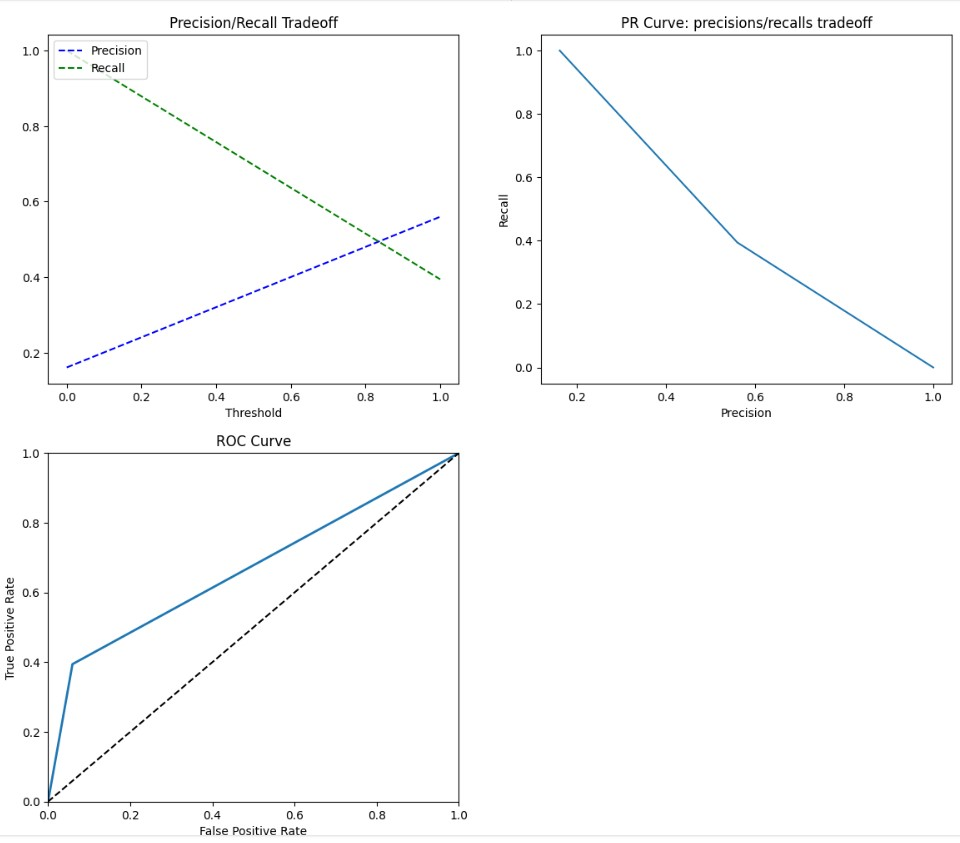 Precision/Recall Tradeoff
1.0
0.8
0.6
0.4
0.2
Precision
Recall
0.0 0.2 0.4 0.6 0.8 1.0
Threshold
PR Curve: precisions/recalls tradeoff
Recall
1.0
0.8
0.6
0.4
0.2
0.0
0.2 0.4 0.6 0.8 1.0
Precision
ROC Curve
True Positive Rate
1.0
0.8
0.6
0.4
0.2
0.0
0.0 0.2 0.4 0.6 0.8 1.0
False Positive Rate